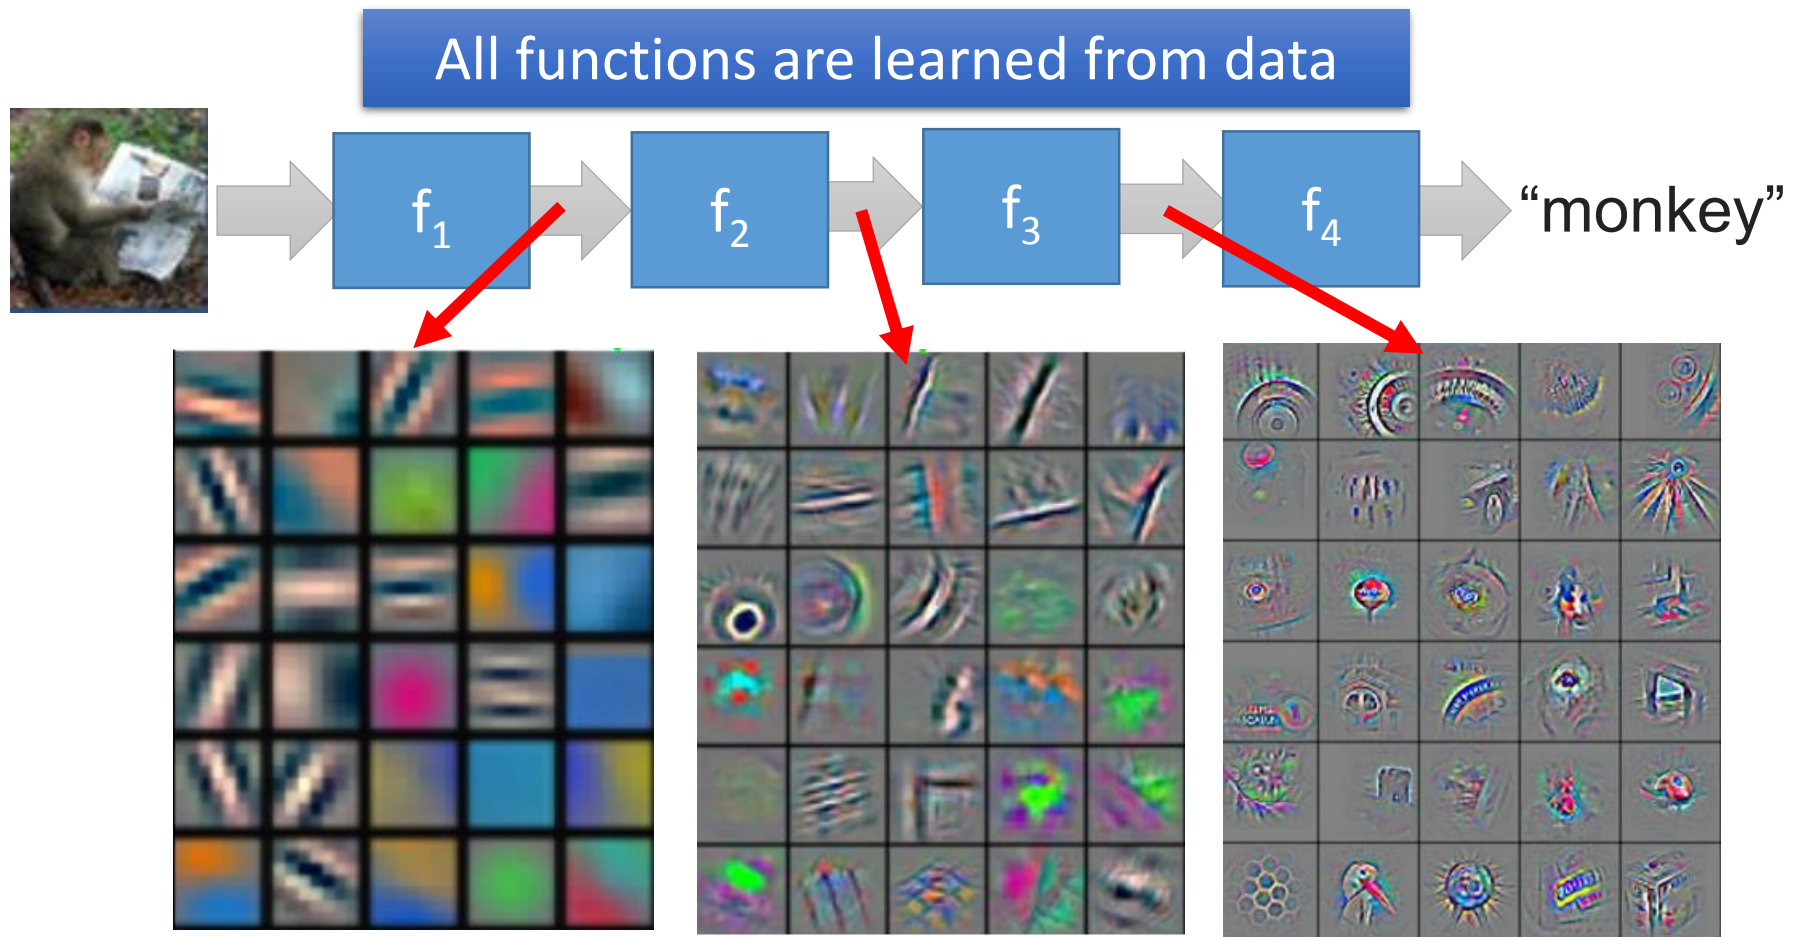 All functions are learned from data
f1
f2
f3
f4
“monkey”